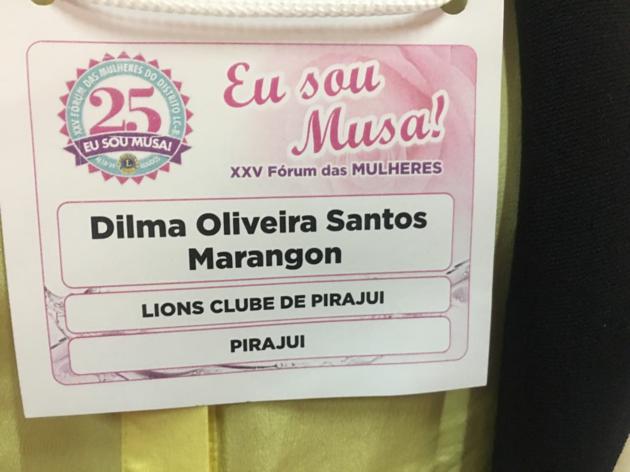 XXV FÓRUM DAS MULHERES DO DISTRITO LC-8
25
EU SOU MUSA!
Eu sou
Musa!
XXV Fórum das MULHERES
Dilma Oliveira Santos
Marangon
LIONS CLUBE DE PIRAJUI
PIRAJUI